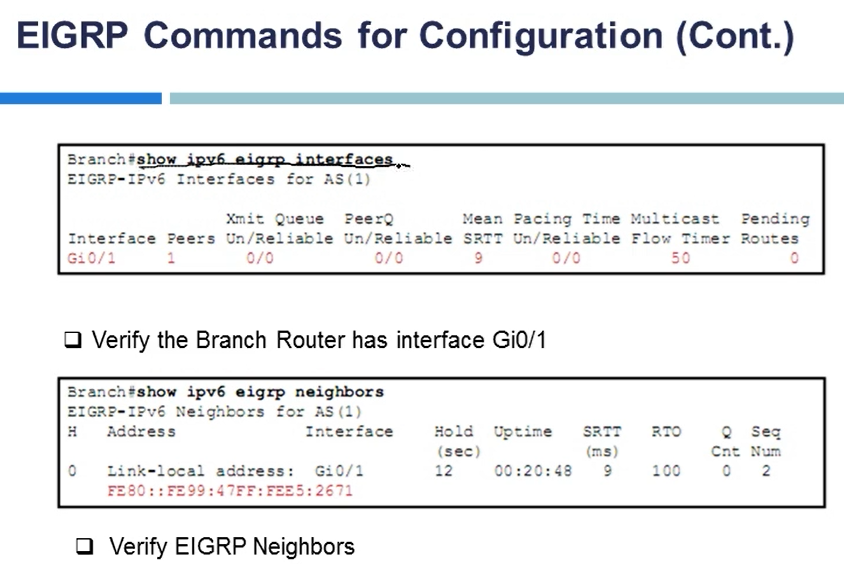 EIGRP Commands for Configuration (Cont.)
Branch#show ipv6 eigrp interfaces
EIGRP-IPv6 Interfaces for AS(1)
Xmit Queue PeerQ Mean Pacing Time Multicast Pending
Interface Peers Un/Reliable Un/Reliable SRTT Un/Reliable Flow Timer Routes
Gi0/1 1 0/0 0/0 9 0/0 50 0
❑ Verify the Branch Router has interface Gi0/1
Branch#show ipv6 eigrp neighbors
EIGRP-IPv6 Neighbors for AS(1)
H Address Interface Hold Uptime SRTT RTO Q Seq
(sec) (ms) Cnt Num
0 Link-local address: Gi0/1 12 00:20:48 9 100 0 2
FE80::FE99:47FF:FEE5:2671
❑ Verify EIGRP Neighbors